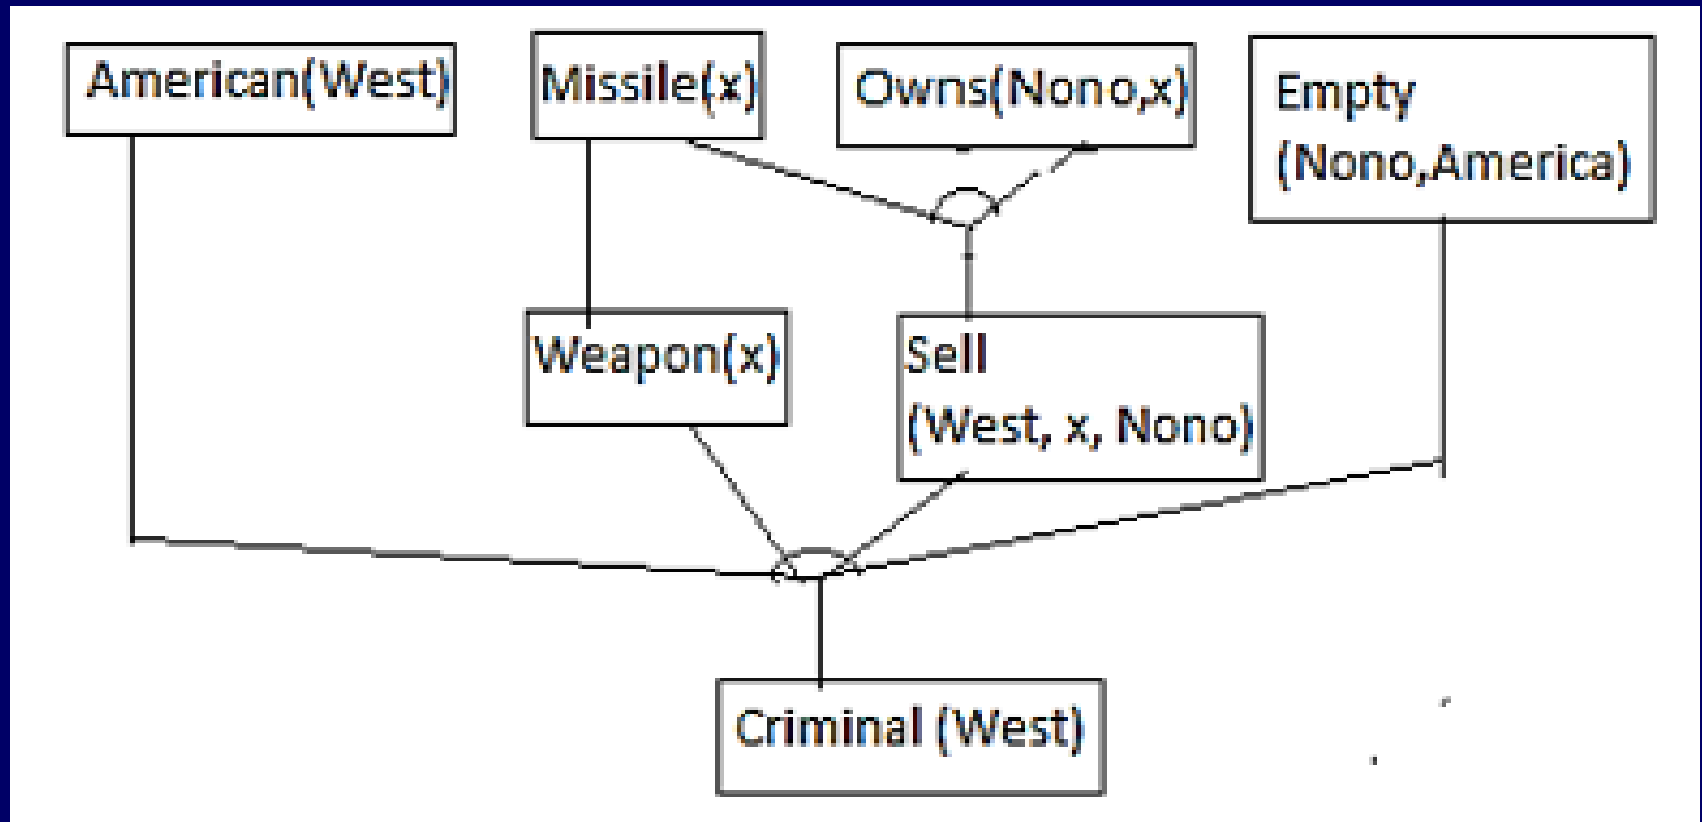 American(West)
Missile(x)
Owns(Nono,x)
Empty
(Nono,America)
Weapon(x)
Sell
(West, x, Nono)
Criminal (West)